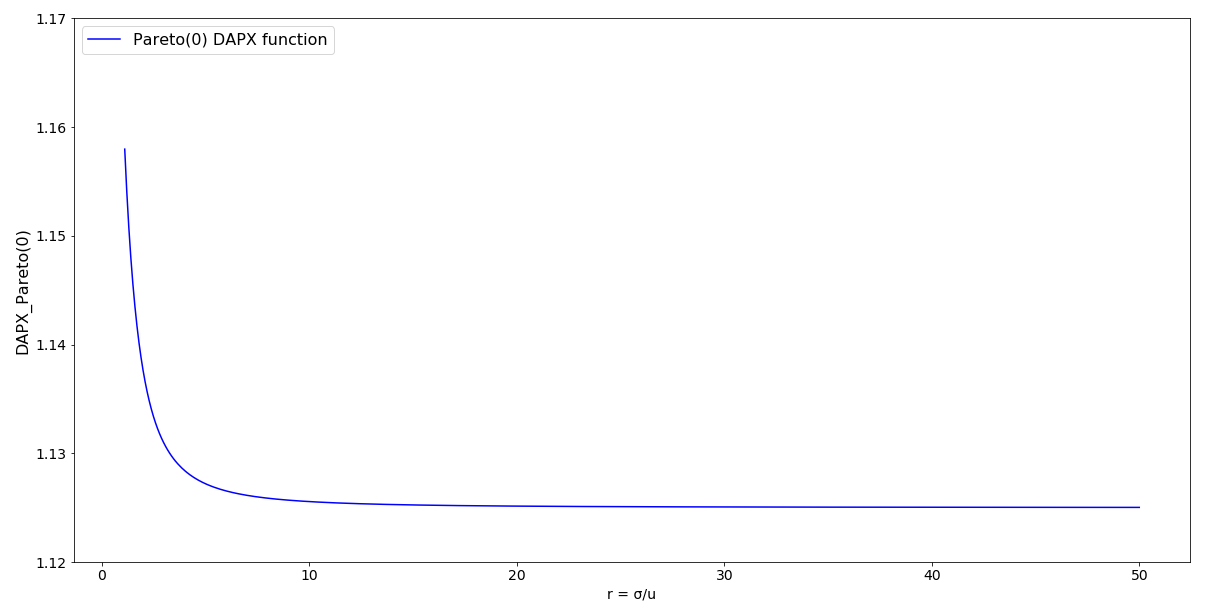 Pareto(0) DAPX function
DAPX_Pareto(0)
1.17
1.16
1.15
1.14
1.13
1.12
0 10 20 30 40 50
r = σ/u